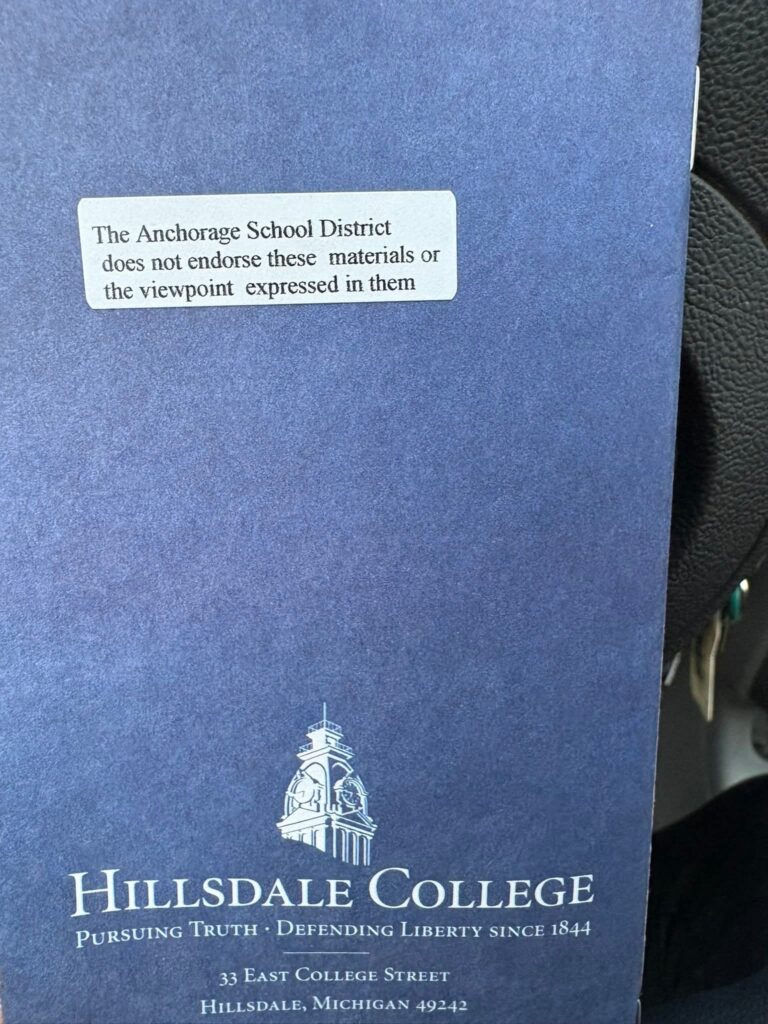 The Anchorage School District
does not endorse these materials or
the viewpoint expressed in them
HILLSDALE COLLEGE
PURSUING TRUTH · DEFENDING LIBERTY SINCE 1844
33 EAST COLLEGE STREET
HILLSDALE, MICHIGAN 49242